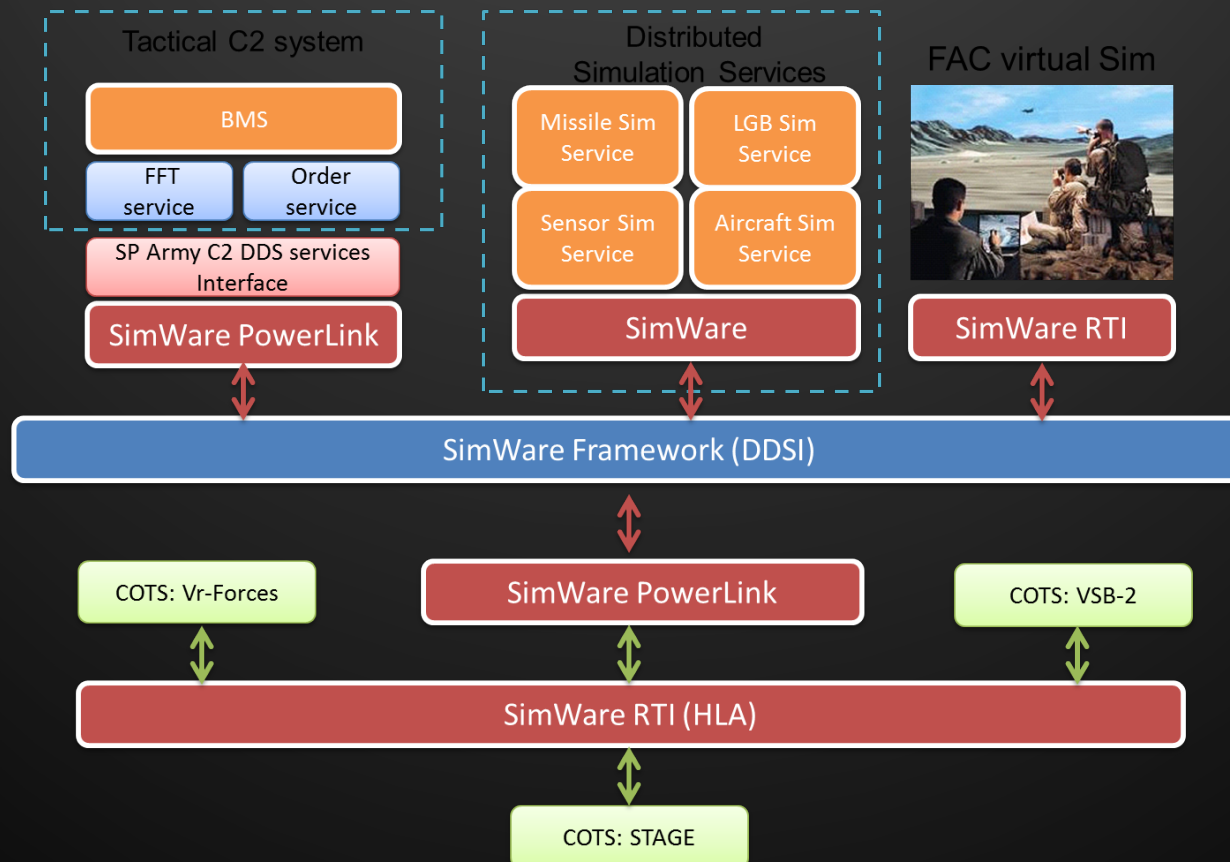 Tactical C2 system
BMS
FFT
service
Order
service
SP Army C2 DDS services
Interface
SimWare PowerLink
Distributed
Simulation Services
Missile Sim
Service
LGB Sim
Service
Sensor Sim
Service
Aircraft Sim
Service
SimWare
FAC virtual Sim
SimWare RTI
SimWare Framework (DDSI)
COTS: Vr-Forces
SimWare PowerLink
COTS: VSB-2
SimWare RTI (HLA)
COTS: STAGE